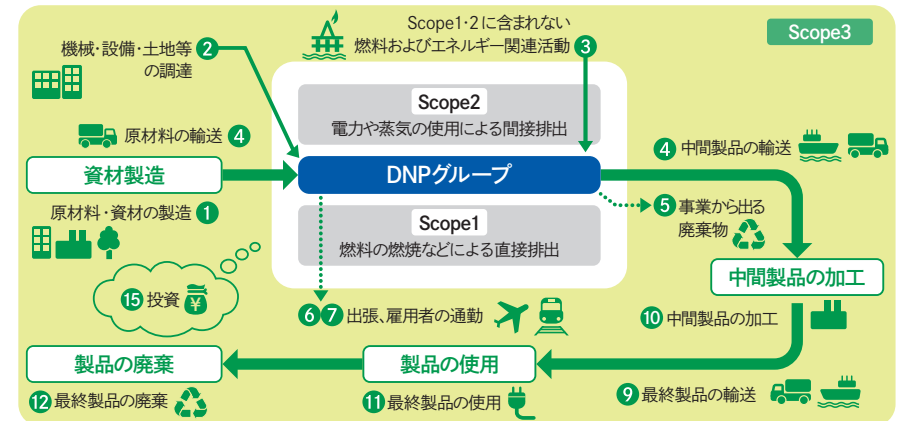 Scope3
Scope1・2に含まれない
燃料およびエネルギー関連活動 3
機械・設備・土地等 2
の調達
Scope2
電力や蒸気の使用による間接排出
原材料の輸送 4
4 中間製品の輸送
資材製造
DNPグループ
原材料・資材の製造 1
5 事業から出る
廃棄物
Scope1
燃料の燃焼などによる直接排出
中間製品の加工
15 投資 ¥
6 7 出張、雇用者の通勤
10 中間製品の加工
製品の廃棄
製品の使用
12 最終製品の廃棄
11 最終製品の使用
9 最終製品の輸送